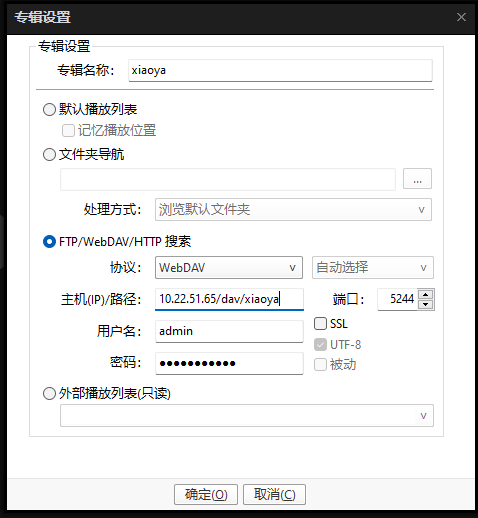 专辑设置
专辑设置
专辑名称: xiaoya
默认播放列表
记忆播放位置
文件夹导航
...
处理方式: 浏览默认文件夹
FTP/WebDAV/HTTP 搜索
协议: WebDAV 自动选择
主机(IP)/路径: 10.22.51.65/dav/xiaoya 端口: 5244
用户名: admin SSL
UTF-8
密码: ●●●●●●●●●●● 被动
外部播放列表(只读)
确定(O) 取消(C)